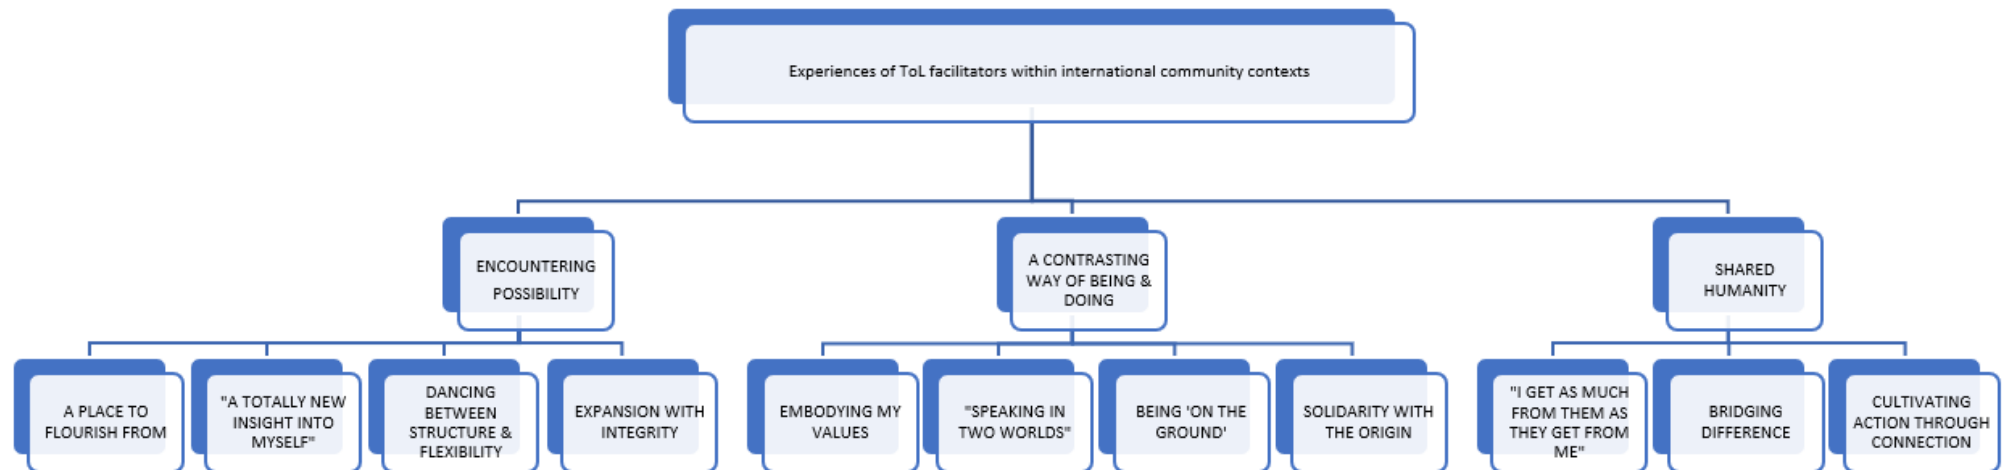 Experiences of ToL facilitators within international community contexts
ENCOUNTERING
POSSIBILITY
A CONTRASTING
WAY OF BEING &
DOING
SHARED
HUMANITY
A PLACE TO
FLOURISH FROM
"A TOTALLY NEW
INSIGHT INTO
MYSELF"
DANCING
BETWEEN
STRUCTURE &
FLEXIBILITY
EXPANSION WITH
INTEGRITY
EMBODYING MY
VALUES
"SPEAKING IN
TWO WORLDS"
BEING 'ON THE
GROUND'
SOLIDARITY WITH
THE ORIGIN
"I GET AS MUCH
FROM THEM AS
THEY GET FROM
ME"
BRIDGING
DIFFERENCE
CULTIVATING
ACTION THROUGH
CONNECTION